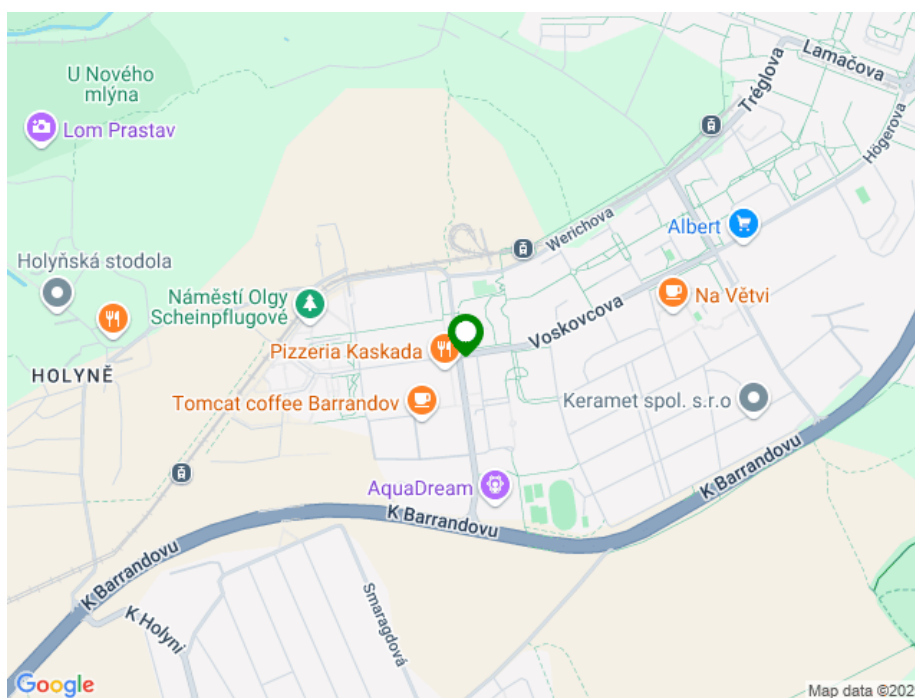 Lamačova
U Nového
mlýna
Tréglova
Lom Prastav
Högerova
Werichova
Albert
Holyňská stodola
Náměstí Olgy
Scheinpflugové
Na Větvi
Voskovcova
Pizzeria Kaskada
HOLYNĚ
Tomcat coffee Barrandov
Keramet spol. s.r.o
AquaDream
K Barrandovu
K Barrandovu
K Barrandovu
K Holyni
Smaragdová
Google
Map data ©202